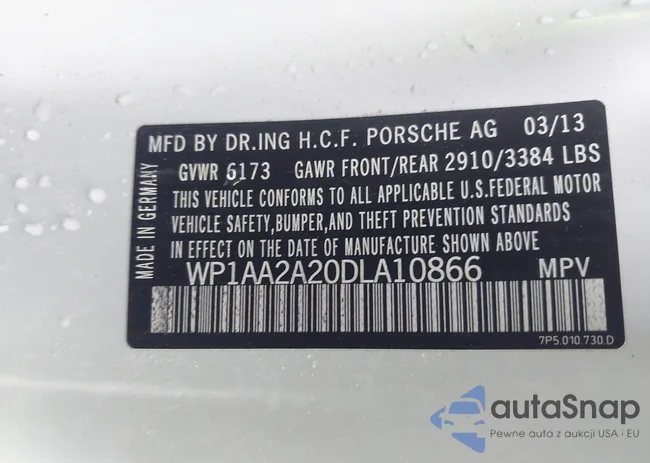 MFD BY DR.ING H.C.F. PORSCHE AG 03/13
GVWR 6173 GAWR FRONT/REAR 2910/3384 LBS
THIS VEHICLE CONFORMS TO ALL APPLICABLE U.S.FEDERAL MOTOR
VEHICLE SAFETY,BUMPER,AND THEFT PREVENTION STANDARDS
IN EFFECT ON THE DATE OF MANUFACTURE SHOWN ABOVE
WP1AA2A20DLA10866 MPV
MADE IN GERMANY
7P5.010.730.D
autaSnap
Pewne auta z aukcji USA i EU